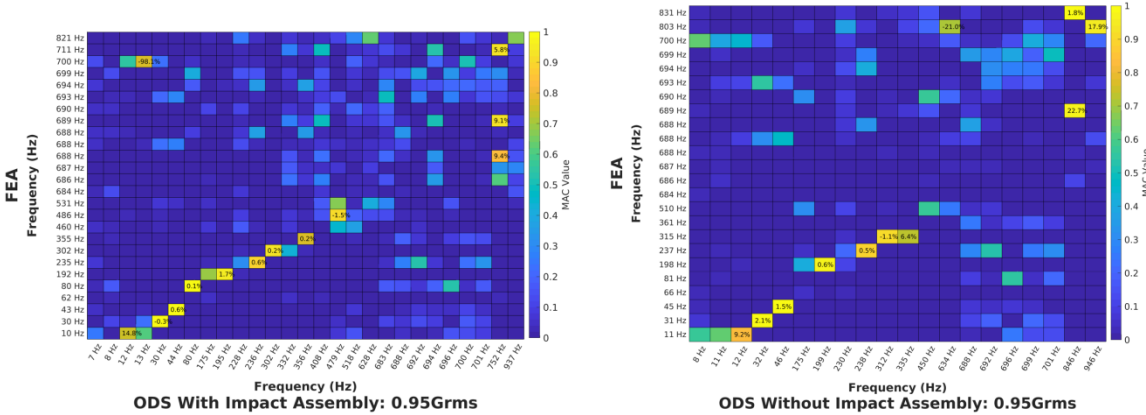 821 Hz
711 Hz 5.8%
700 Hz -98.1%
699 Hz
694 Hz
693 Hz
690 Hz
689 Hz 9.1%
688 Hz
688 Hz
688 Hz 9.4%
687 Hz
686 Hz
684 Hz
531 Hz
486 Hz -1.5%
460 Hz
355 Hz 0.2%
302 Hz 0.2%
235 Hz 0.6%
192 Hz 1.7%
80 Hz 0.1%
62 Hz
43 Hz 0.6%
30 Hz -0.3%
10 Hz 14.8%
FEA
Frequency (Hz)
7 Hz 8 Hz 12 Hz 13 Hz 30 Hz 44 Hz 80 Hz 175 Hz 195 Hz 228 Hz 236 Hz 302 Hz 332 Hz 356 Hz 408 Hz 479 Hz 518 Hz 628 Hz 683 Hz 688 Hz 692 Hz 694 Hz 696 Hz 700 Hz 701 Hz 752 Hz 937 Hz
Frequency (Hz)
ODS With Impact Assembly: 0.95Grms
1
0.9
0.8
0.7
0.6
0.5
0.4
0.3
0.2
0.1
0
MAC Value
831 Hz 1.8%
803 Hz -21.0% 17.9%
700 Hz
699 Hz
694 Hz
693 Hz
690 Hz
689 Hz 22.7%
688 Hz
688 Hz
688 Hz
687 Hz
686 Hz
684 Hz
510 Hz
361 Hz
315 Hz -1.1% 6.4%
237 Hz 0.5%
198 Hz 0.6%
81 Hz
66 Hz
45 Hz 1.5%
31 Hz 2.1%
11 Hz 9.2%
FEA
Frequency (Hz)
8 Hz 11 Hz 12 Hz 32 Hz 46 Hz 175 Hz 199 Hz 230 Hz 238 Hz 312 Hz 335 Hz 450 Hz 634 Hz 688 Hz 692 Hz 696 Hz 699 Hz 701 Hz 846 Hz 946 Hz
Frequency (Hz)
ODS Without Impact Assembly: 0.95Grms
1
0.9
0.8
0.7
0.6
0.5
0.4
0.3
0.2
0.1
0
MAC Value